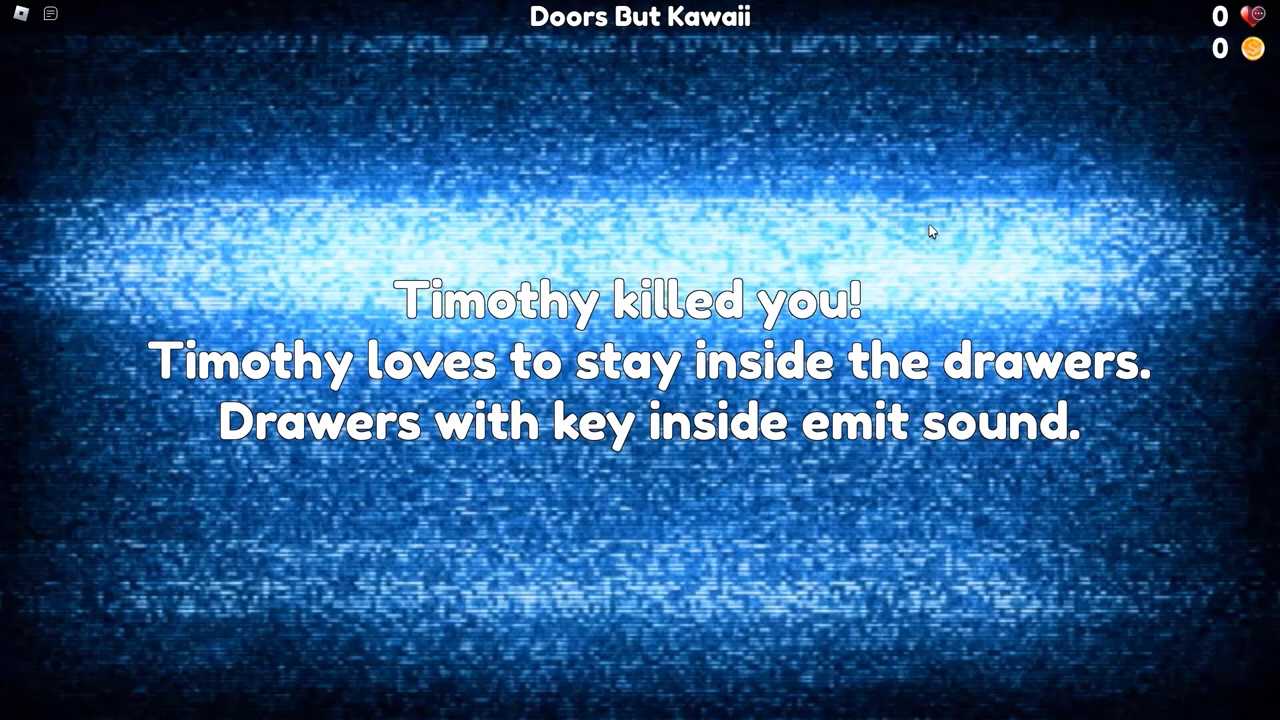 Doors But Kawaii
0
0
Timothy killed you!
Timothy loves to stay inside the drawers.
Drawers with key inside emit sound.